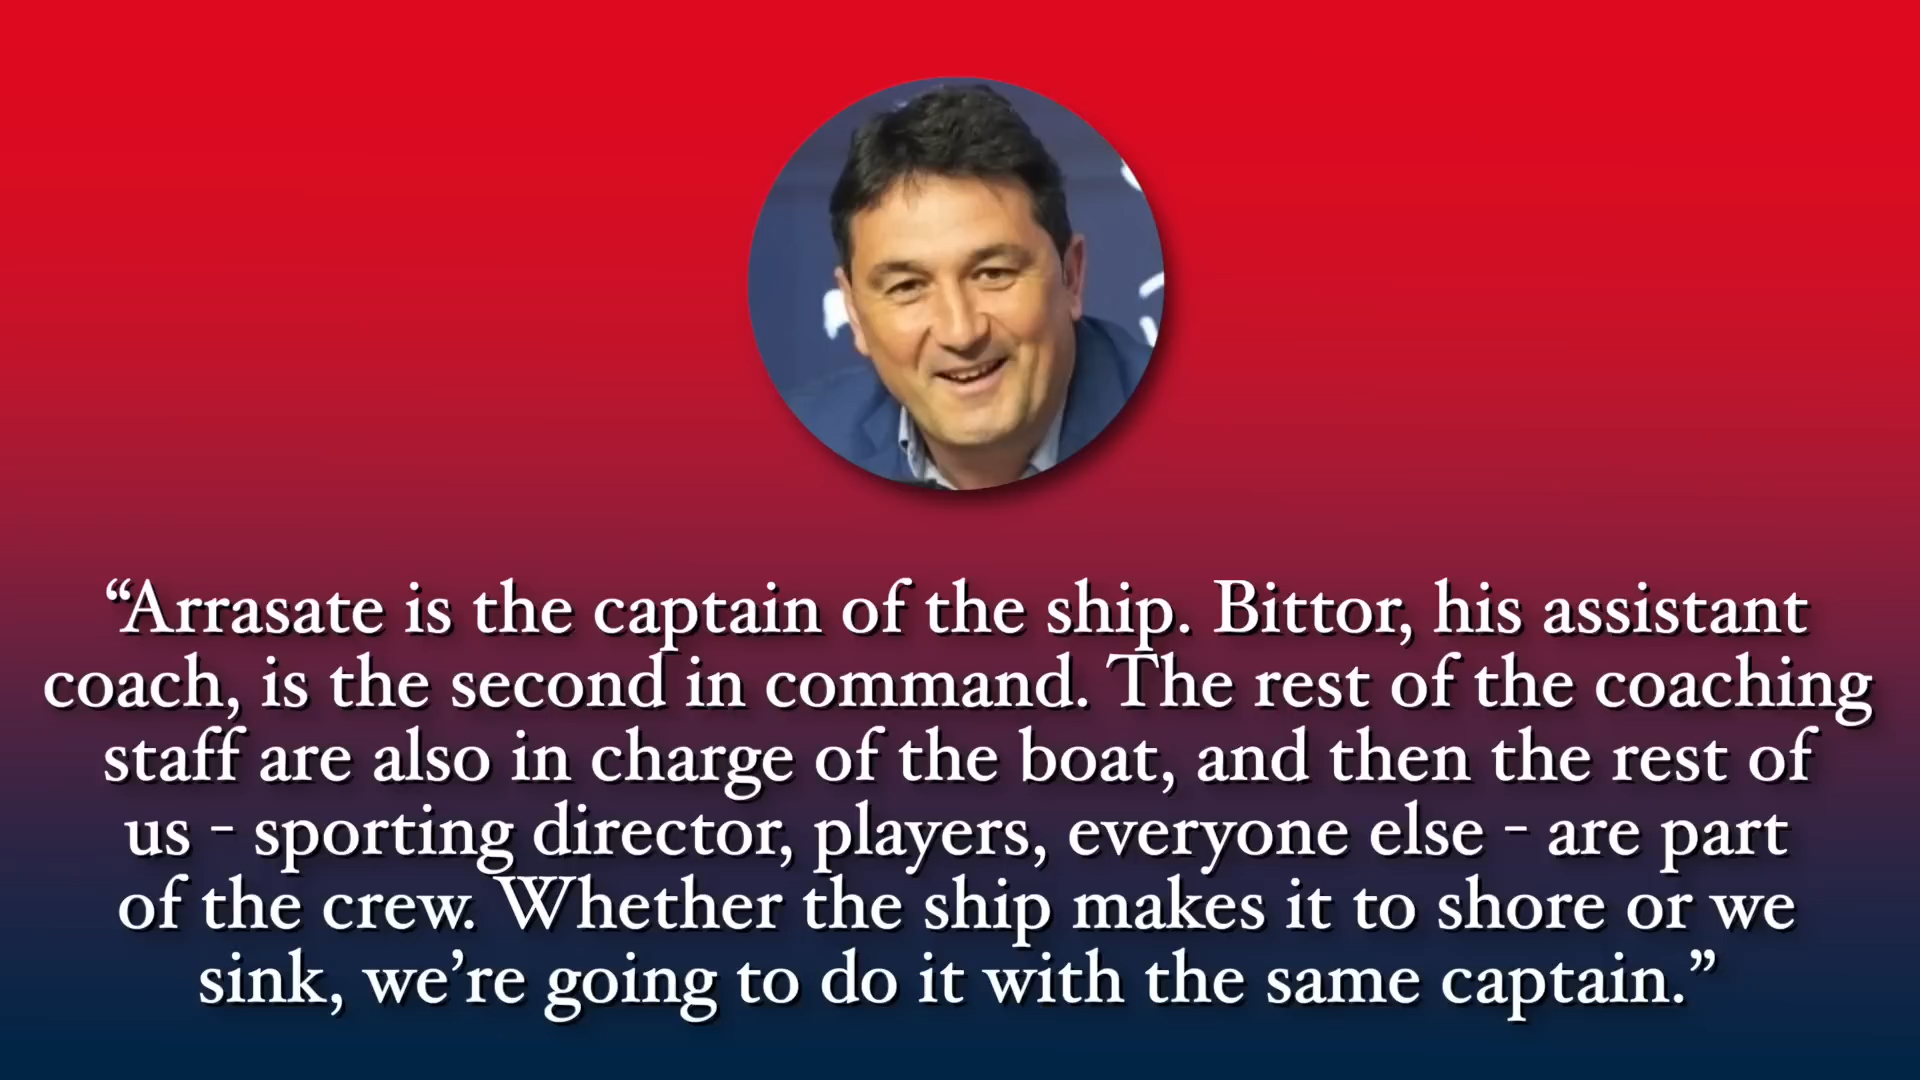 “Arrasate is the captain of the ship. Bittor, his assistant
coach, is the second in command. The rest of the coaching
staff are also in charge of the boat, and then the rest of
us - sporting director, players, everyone else - are part
of the crew. Whether the ship makes it to shore or we
sink, we’re going to do it with the same captain.”